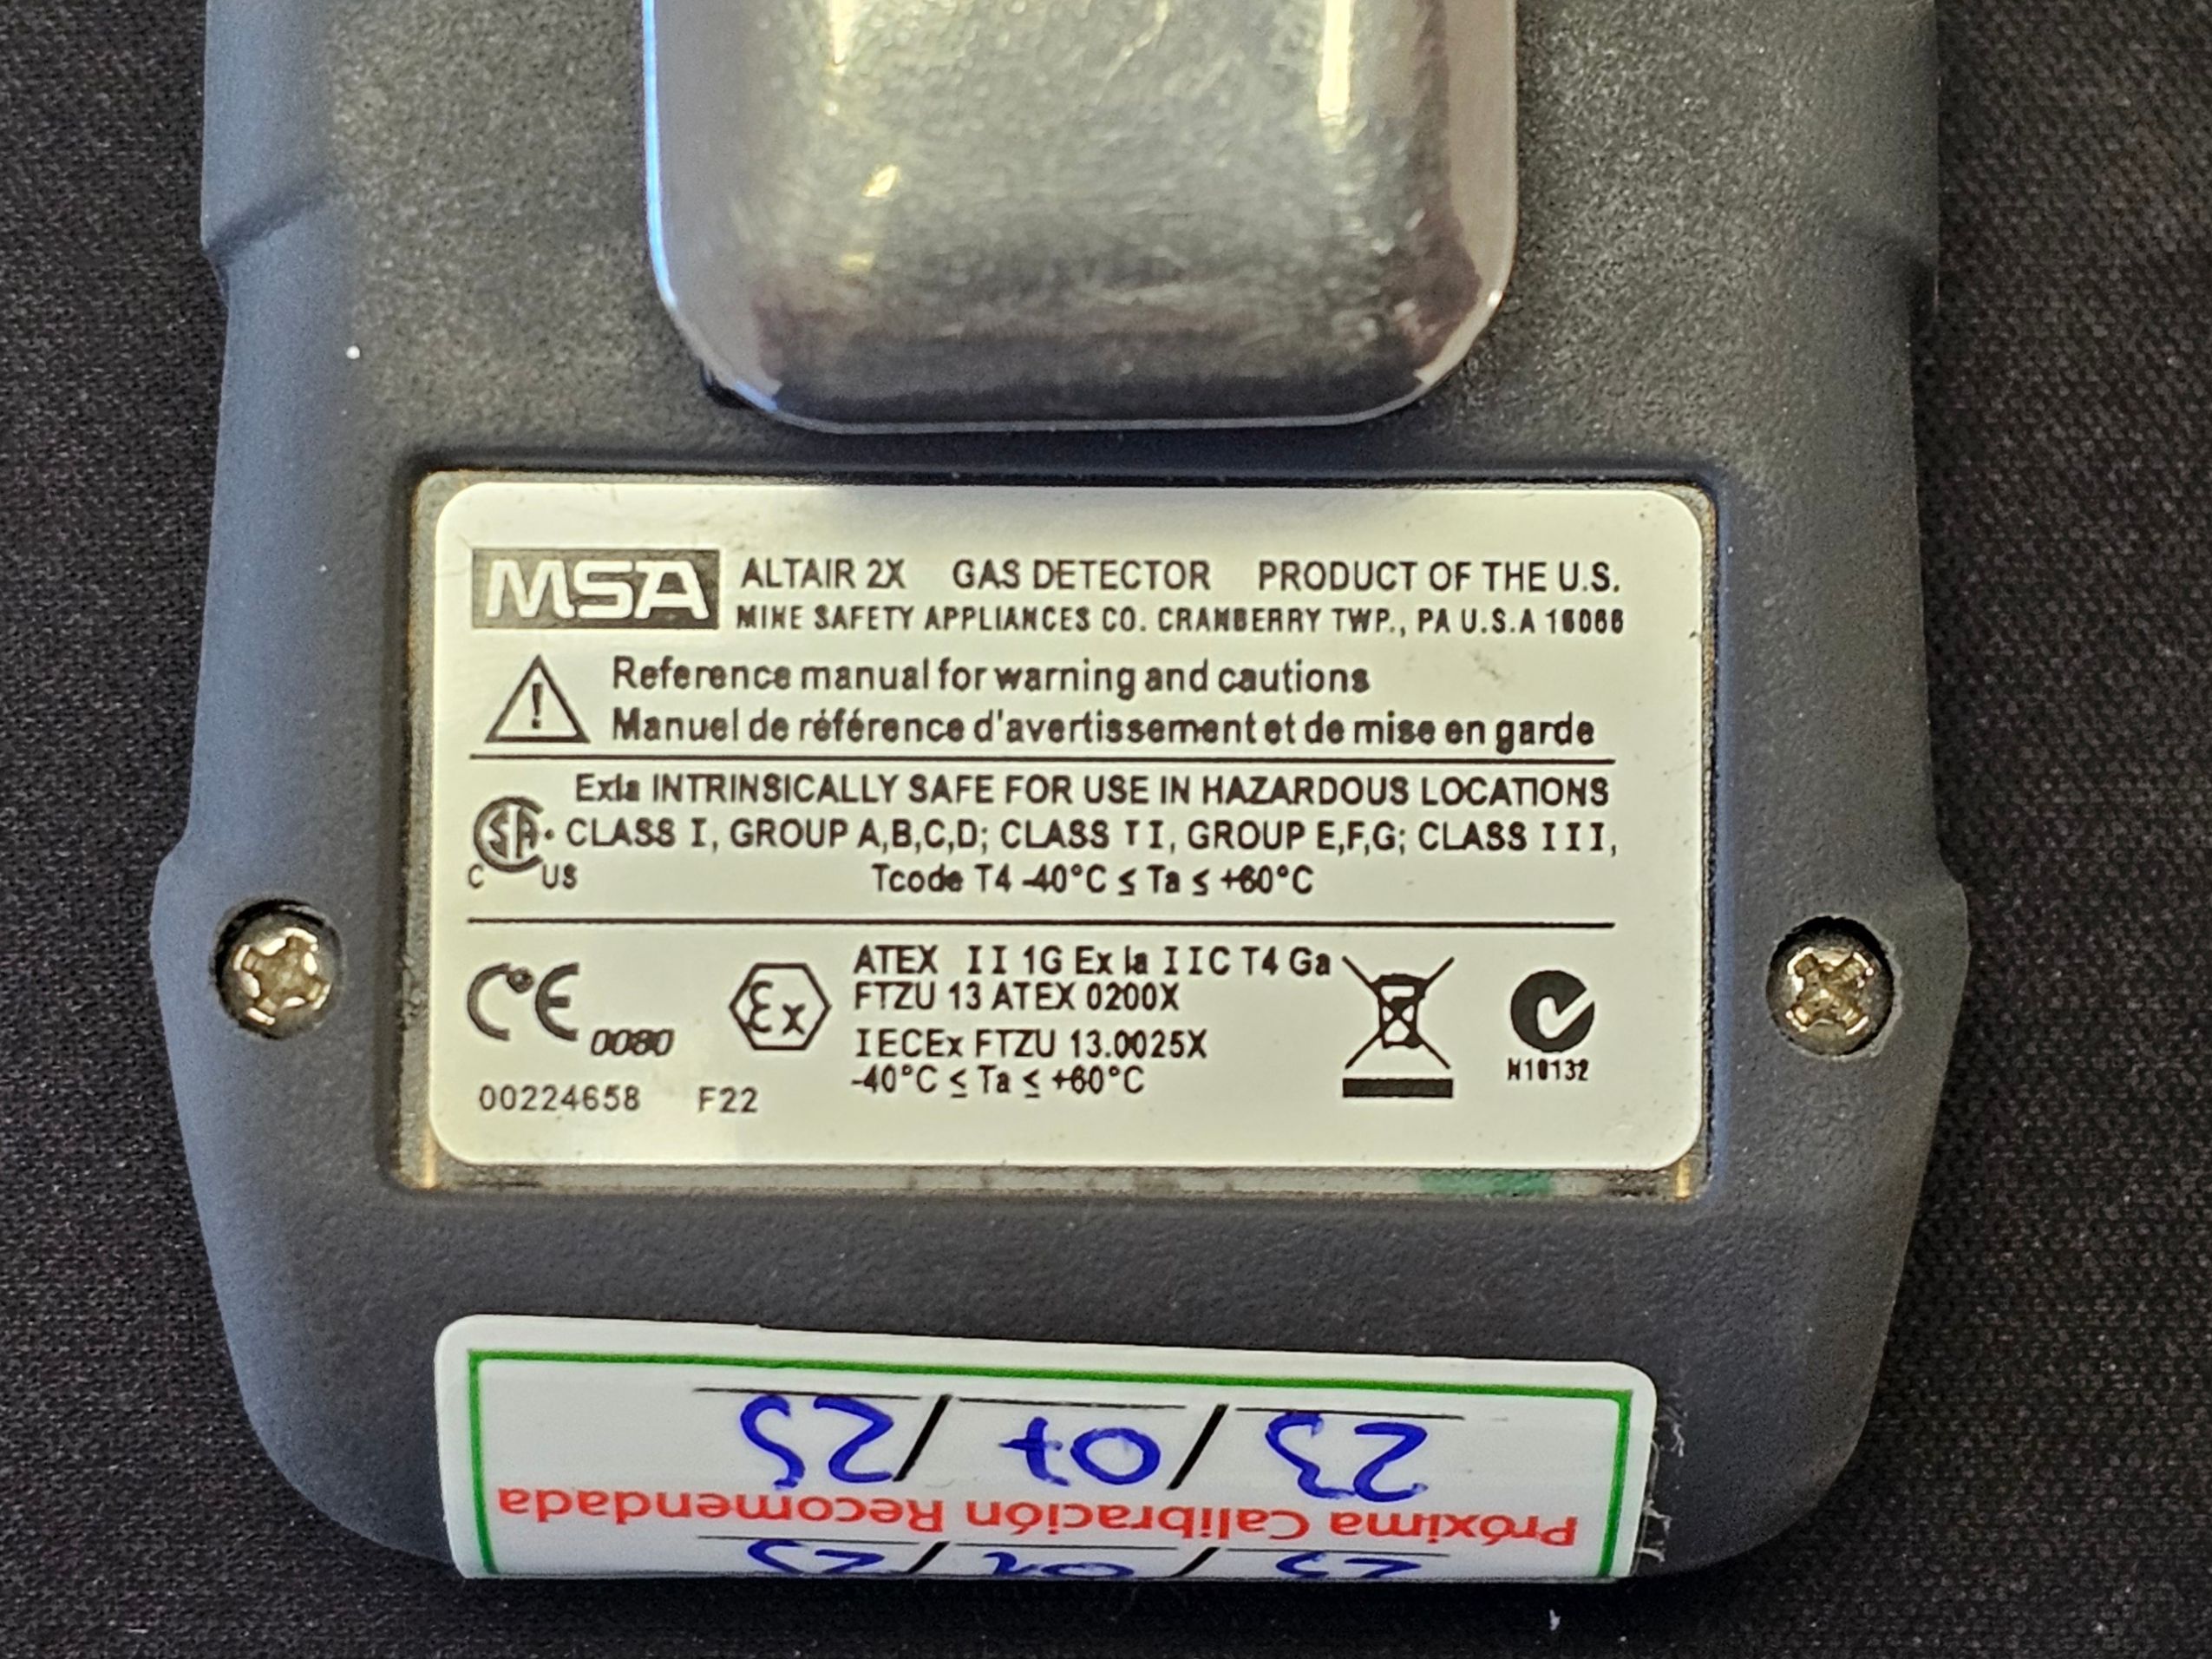 MSA ALTAIR 2X GAS DETECTOR PRODUCT OF THE U.S.
MINE SAFETY APPLIANCES CO. CRANBERRY TWP., PA U.S.A 16066
Reference manual for warning and cautions
Manuel de référence d'avertissement et de mise en garde
Exia INTRINSICALLY SAFE FOR USE IN HAZARDOUS LOCATIONS
CLASS I, GROUP A,B,C,D; CLASS II, GROUP E,F,G; CLASS III,
C US
Tcode T4 -40°C ≤ Ta ≤ +60°C
CE 0080
Ex
ATEX II 1G Ex ia IIC T4 Ga
FTZU 13 ATEX 0200X
IECEx FTZU 13.0025X
-40°C ≤ Ta ≤ +60°C
N10132
00224658 F22
Próxima Calibración Recomendada
23/07/25